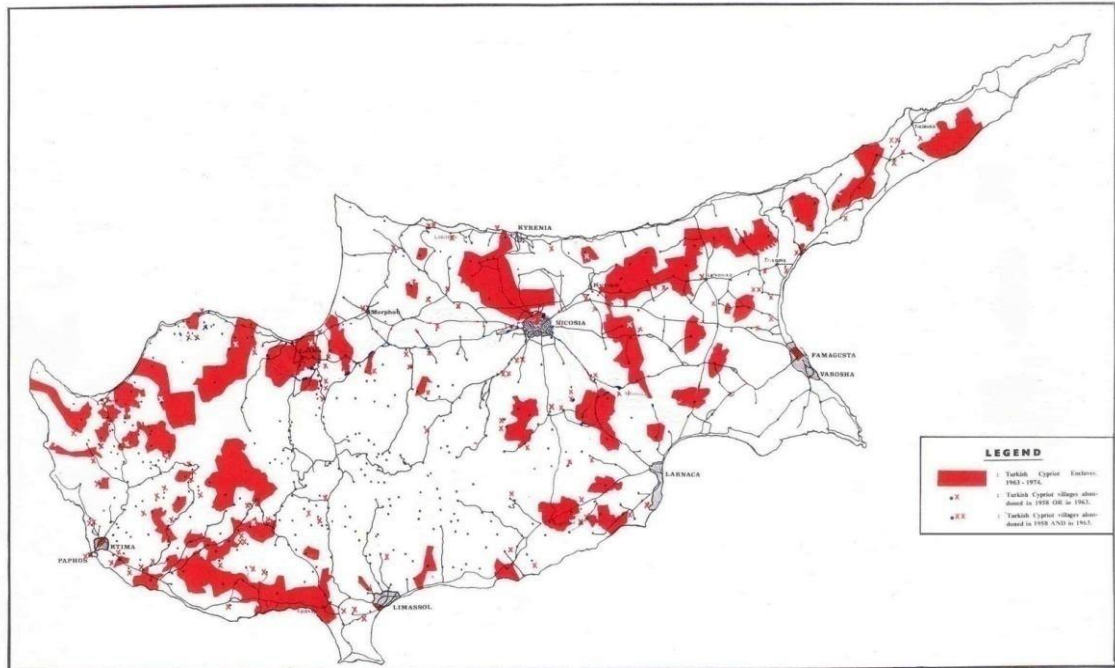 KYRENIA
Morphou
NICOSIA
FAMAGUSTA
VAROSHA
LARNACA
KTIMA
PAPHOS
LIMASSOL
LEGEND
: Turkish Cypriot Enclaves.
1963 - 1974.
X : Turkish Cypriot villages aban-
doned in 1958 OR in 1963.
XX : Turkish Cypriot villages aban-
doned in 1958 AND in 1963.